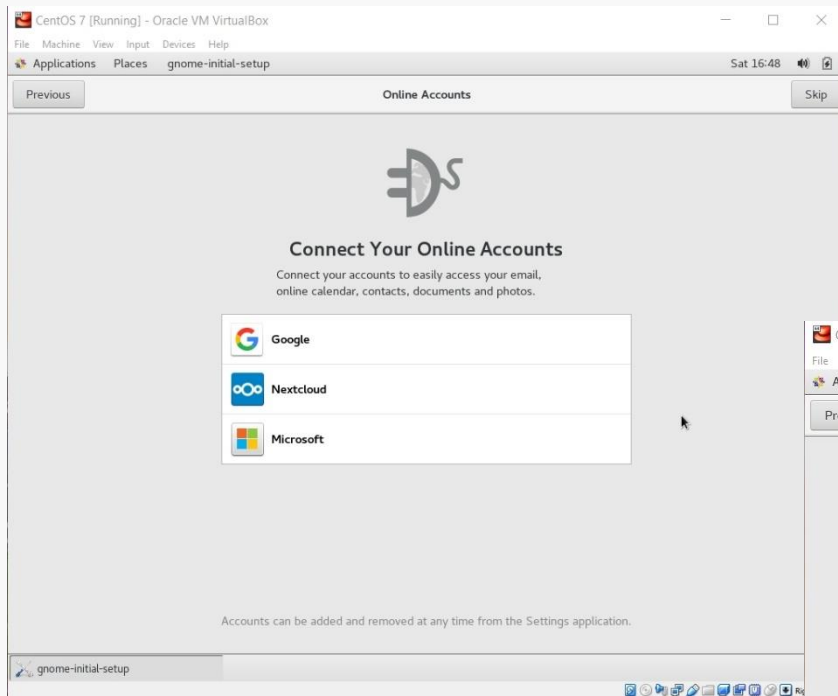 CentOS 7 [Running] - Oracle VM VirtualBox
File Machine View Input Devices Help
Applications Places gnome-initial-setup Sat 16:48
Previous Online Accounts Skip
Connect Your Online Accounts
Connect your accounts to easily access your email,
online calendar, contacts, documents and photos.
Google
Nextcloud
Microsoft
File
Accounts can be added and removed at any time from the Settings application.
gnome-initial-setup